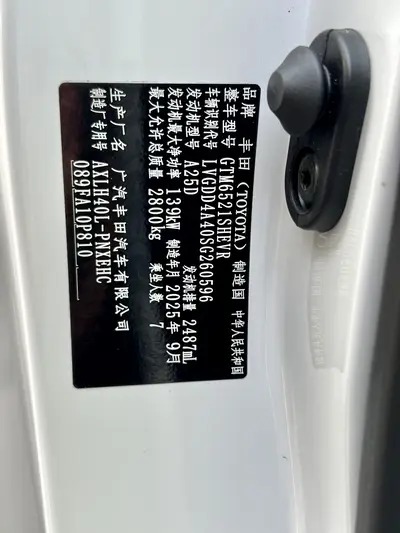 品牌 丰田(TOYOTA) 制造国 中华人民共和国
整车型号 GTM6521SHEVR
车辆识别代号 LVGDD4A40SG260596
发动机型号 A25D 发动机排量 2487mL
发动机最大净功率 139kW 制造年月 2025年9月
最大允许总质量 2800kg 乘坐人数 7
生产厂名 广汽丰田汽车有限公司
制造厂专用号 AXLH40L-PNXEHC
089FA10P810